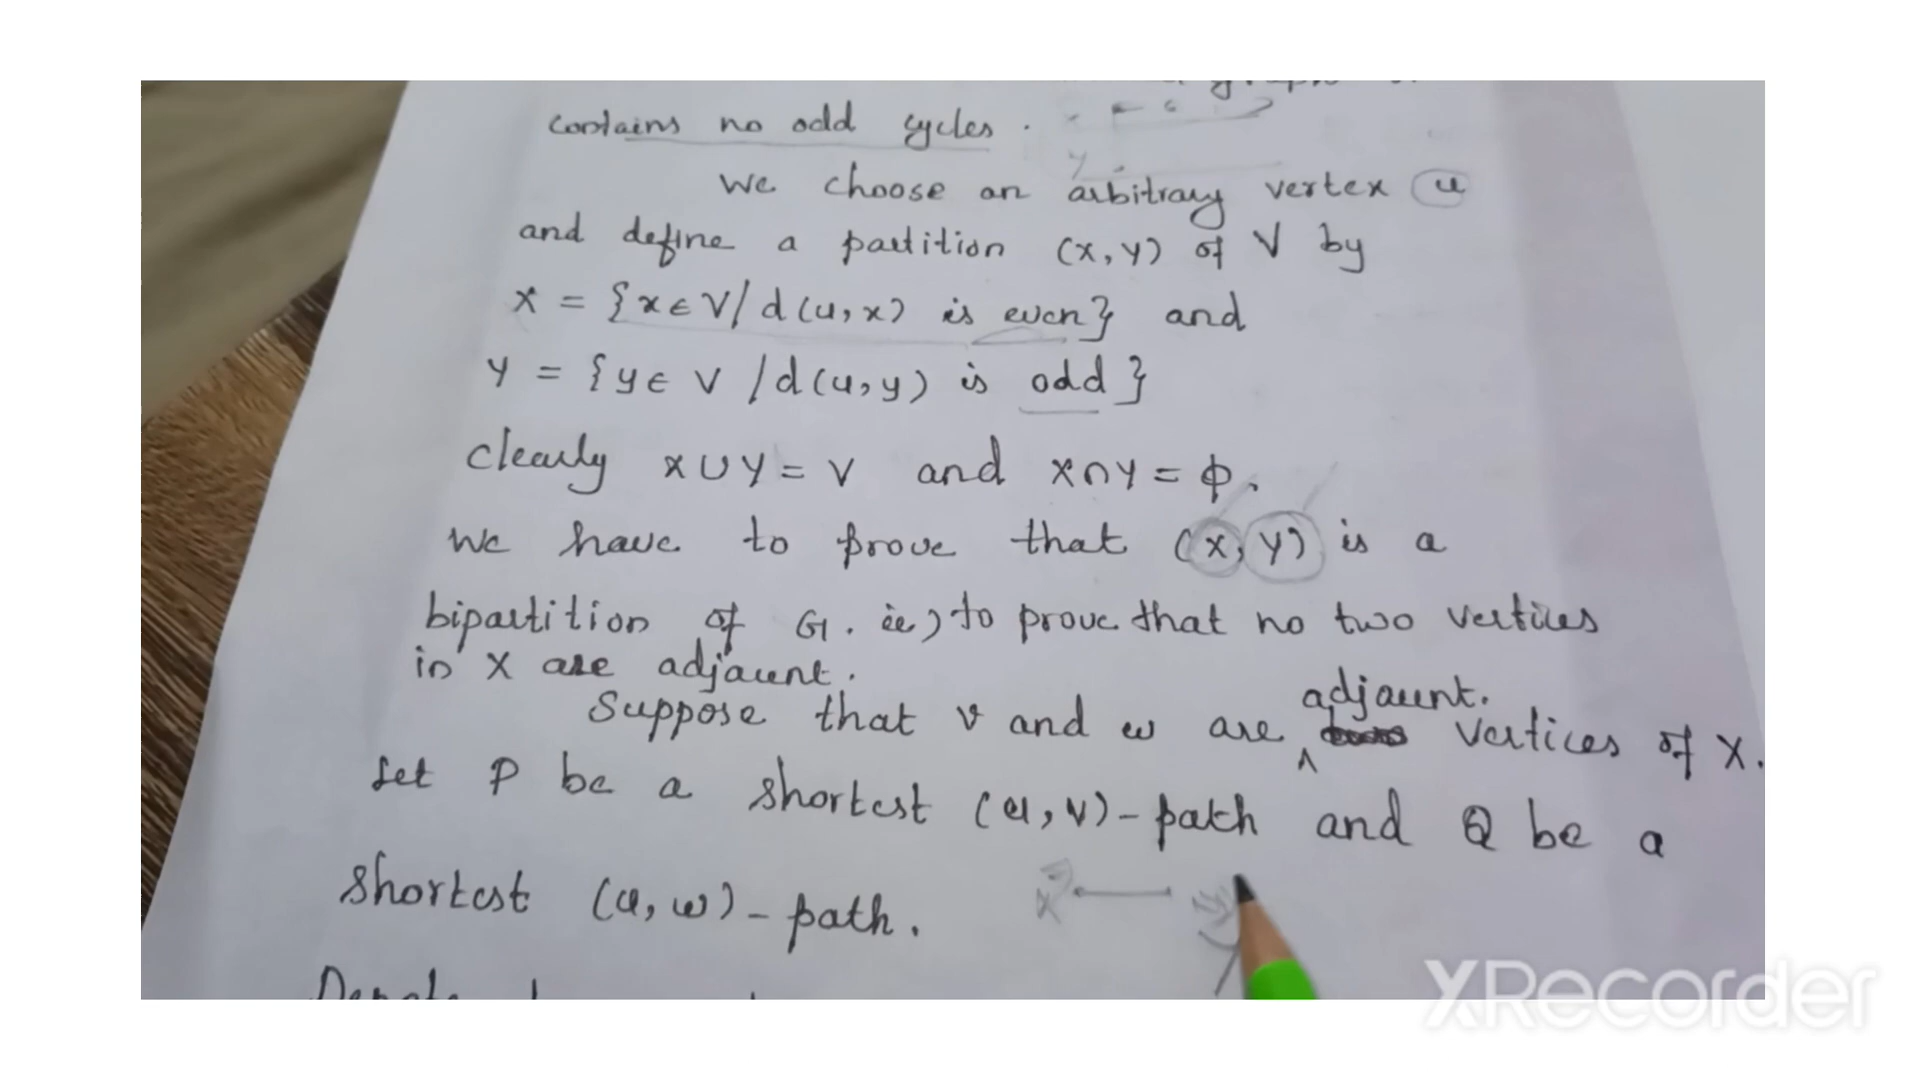 graph
contains no odd cycles.
We choose an arbitrary vertex u
and define a partition (X, Y) of V by
X = {x ∈ V / d(u, x) is even} and
Y = {y ∈ V / d(u, y) is odd}
clearly X ∪ Y = V and X ∩ Y = ϕ.
We have to prove that (X, Y) is a
bipartition of G. ie) to prove that no two vertices
in X are adjacent.
adjacent.
Suppose that v and w are ^ vertices of X.
Let P be a shortest (u, v) - path and Q be a
shortest (u, w) - path.
X
Y
XRecorder